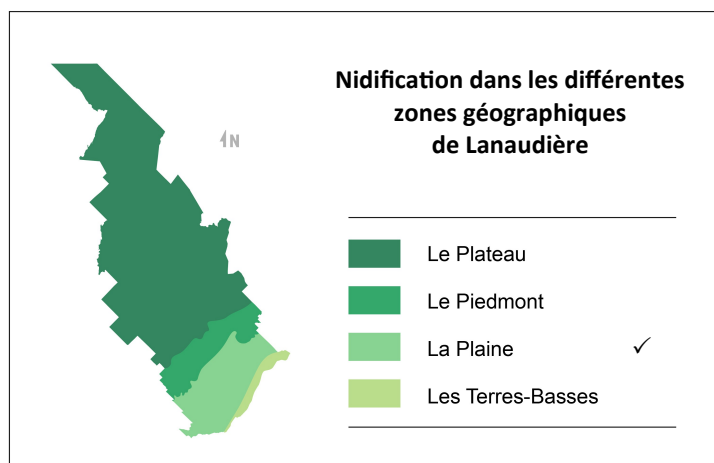 Nidification dans les différentes
zones géographiques
de Lanaudière
N
Le Plateau
Le Piedmont
La Plaine ✓
Les Terres-Basses